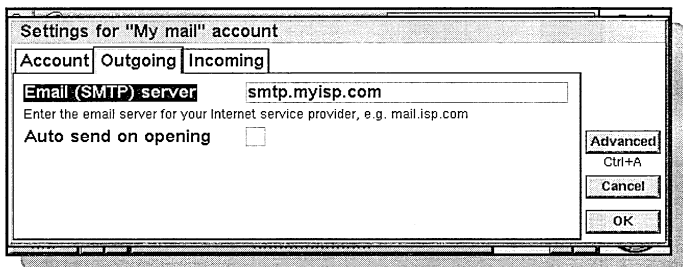 Settings for "My mail" account
Account Outgoing Incoming
Email (SMTP) server smtp.myisp.com
Enter the email server for your Internet service provider, e.g. mail.isp.com
Auto send on opening
Advanced
Ctrl+A
Cancel
OK